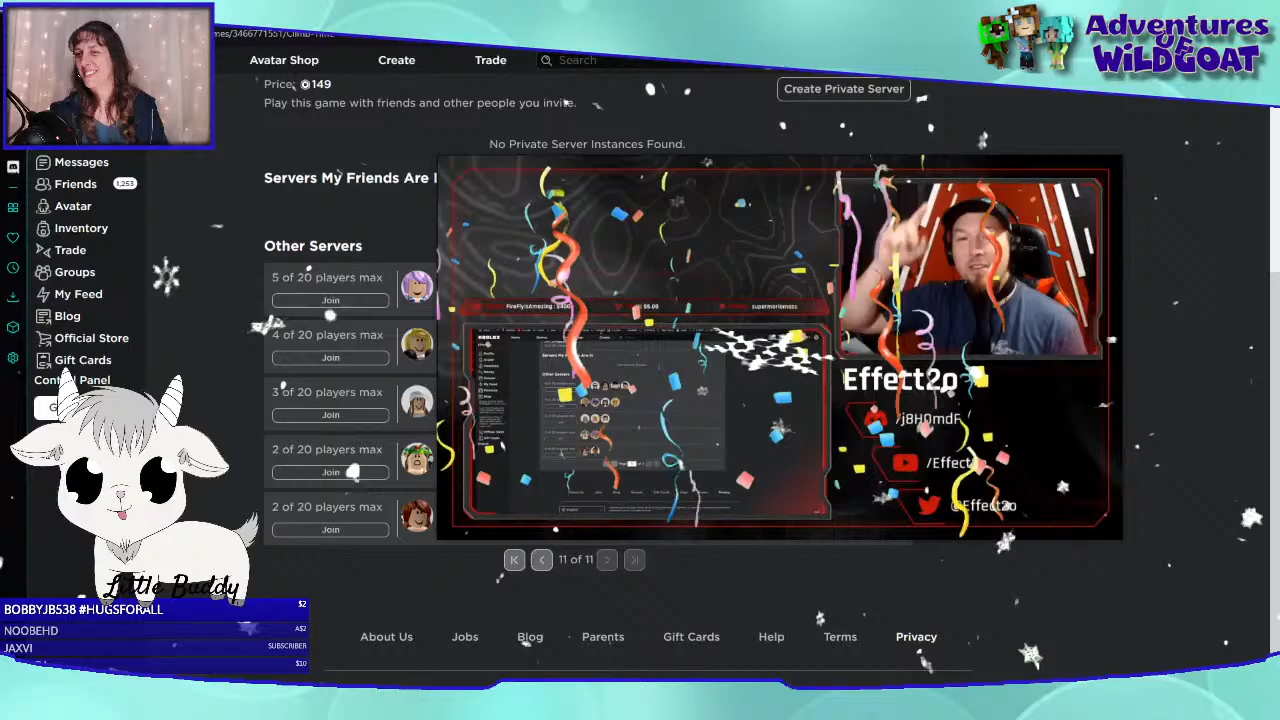 Adventures
OF
WiLDGOAT
Avatar Shop
Create
Trade
Search
Price: 149
Play this game with friends and other people you invite.
Create Private Server
No Private Server Instances Found.
Messages
Friends 1,253
Avatar
Inventory
Trade
Groups
My Feed
Blog
Official Store
Gift Cards
Control Panel
Servers My Friends Are I
Other Servers
5 of 20 players max
Join
4 of 20 players max
Join
3 of 20 players max
Join
2 of 20 players max
Join
2 of 20 players max
Join
supermariomoss
Effect2o
/j8H0mdF
/Effect
@Effect2o
11 of 11
Little Buddy
BOBBYJB538 #HUGSFORALL $2
NOOBEHD A$2
JAXVI SUBSCRIBER
$10
About Us
Jobs
Blog
Parents
Gift Cards
Help
Terms
Privacy